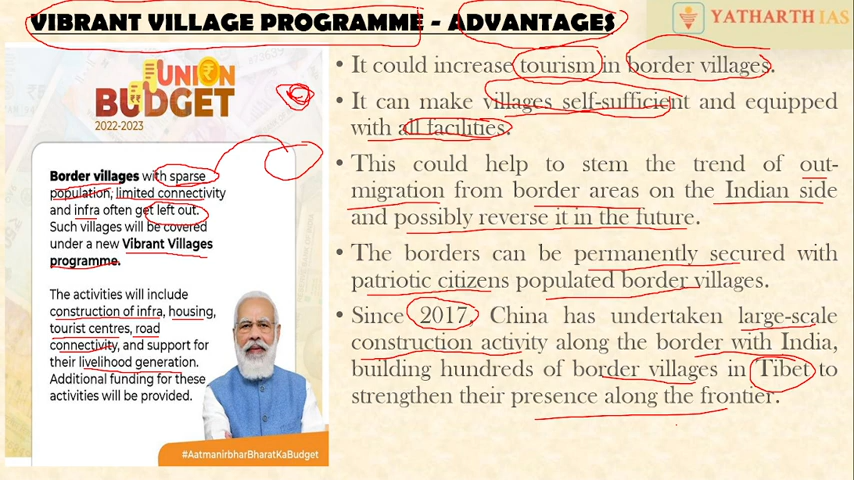 VIBRANT VILLAGE PROGRAMME - ADVANTAGES
YATHARTH IAS
UNION
BUDGET
2022-2023
Border villages with sparse
population, limited connectivity
and infra often get left out.
Such villages will be covered
under a new Vibrant Villages
programme.
The activities will include
construction of infra, housing,
tourist centres, road
connectivity, and support for
their livelihood generation.
Additional funding for these
activities will be provided.
#AatmanirbharBharatKaBudget
• It could increase tourism in border villages.
• It can make villages self-sufficient and equipped
with all facilities.
• This could help to stem the trend of out-
migration from border areas on the Indian side
and possibly reverse it in the future.
• The borders can be permanently secured with
patriotic citizens populated border villages.
• Since 2017, China has undertaken large-scale
construction activity along the border with India,
building hundreds of border villages in Tibet to
strengthen their presence along the frontier.